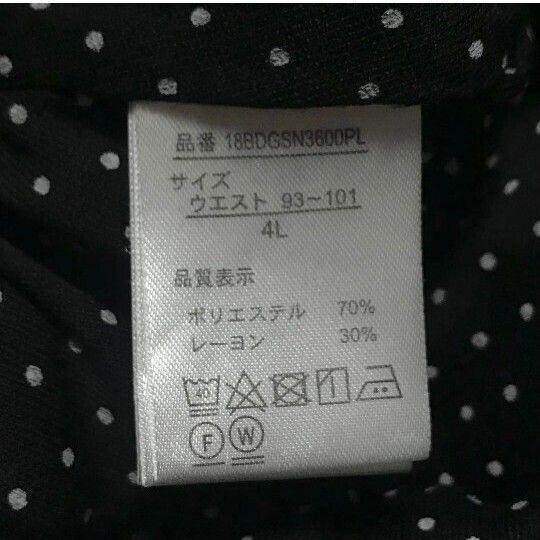 品番 18BDGSN3600PL
サイズ
ウエスト 93～101
4L
品質表示
ポリエステル 70%
レーヨン 30%
40
F W